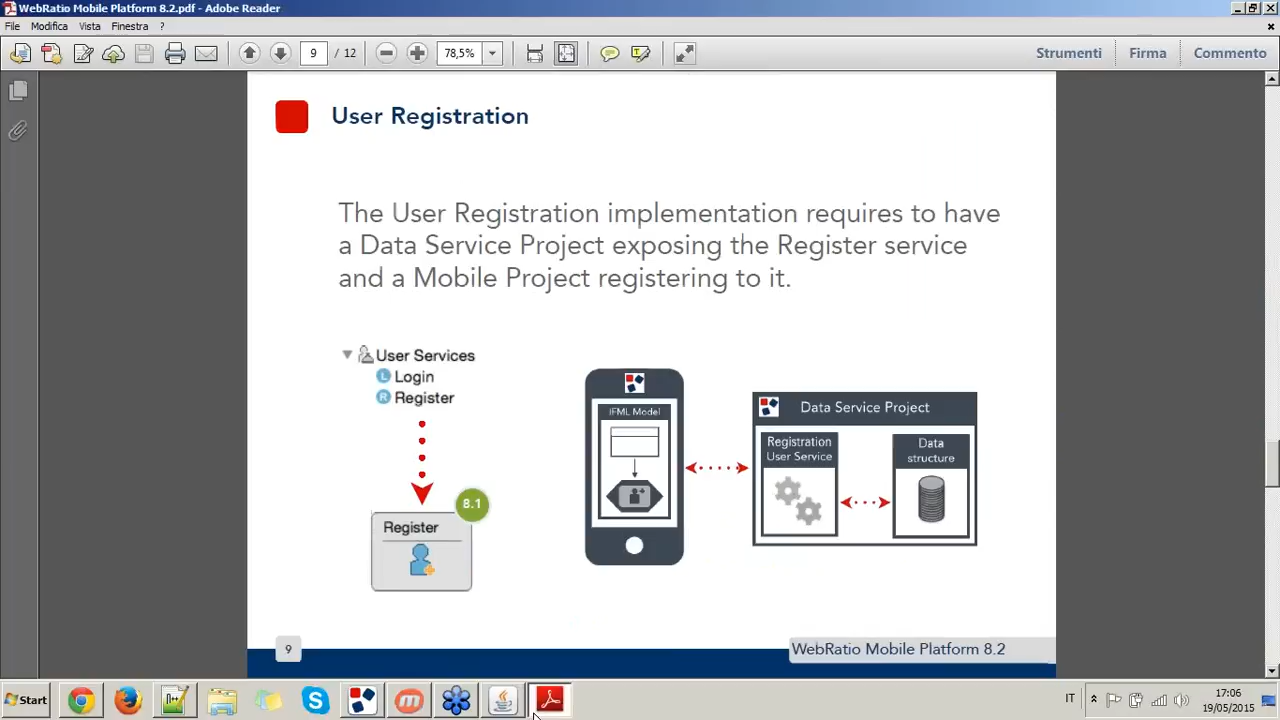 WebRatio Mobile Platform 8.2.pdf - Adobe Reader
File Modifica Vista Finestra ?
9 / 12 78,5% Strumenti Firma Commento
User Registration
The User Registration implementation requires to have
a Data Service Project exposing the Register service
and a Mobile Project registering to it.
User Services
L Login
R Register
8.1
Register
IFML Model
Data Service Project
Registration
User Service
Data
structure
9
WebRatio Mobile Platform 8.2
Start
IT
17:06
19/05/2015